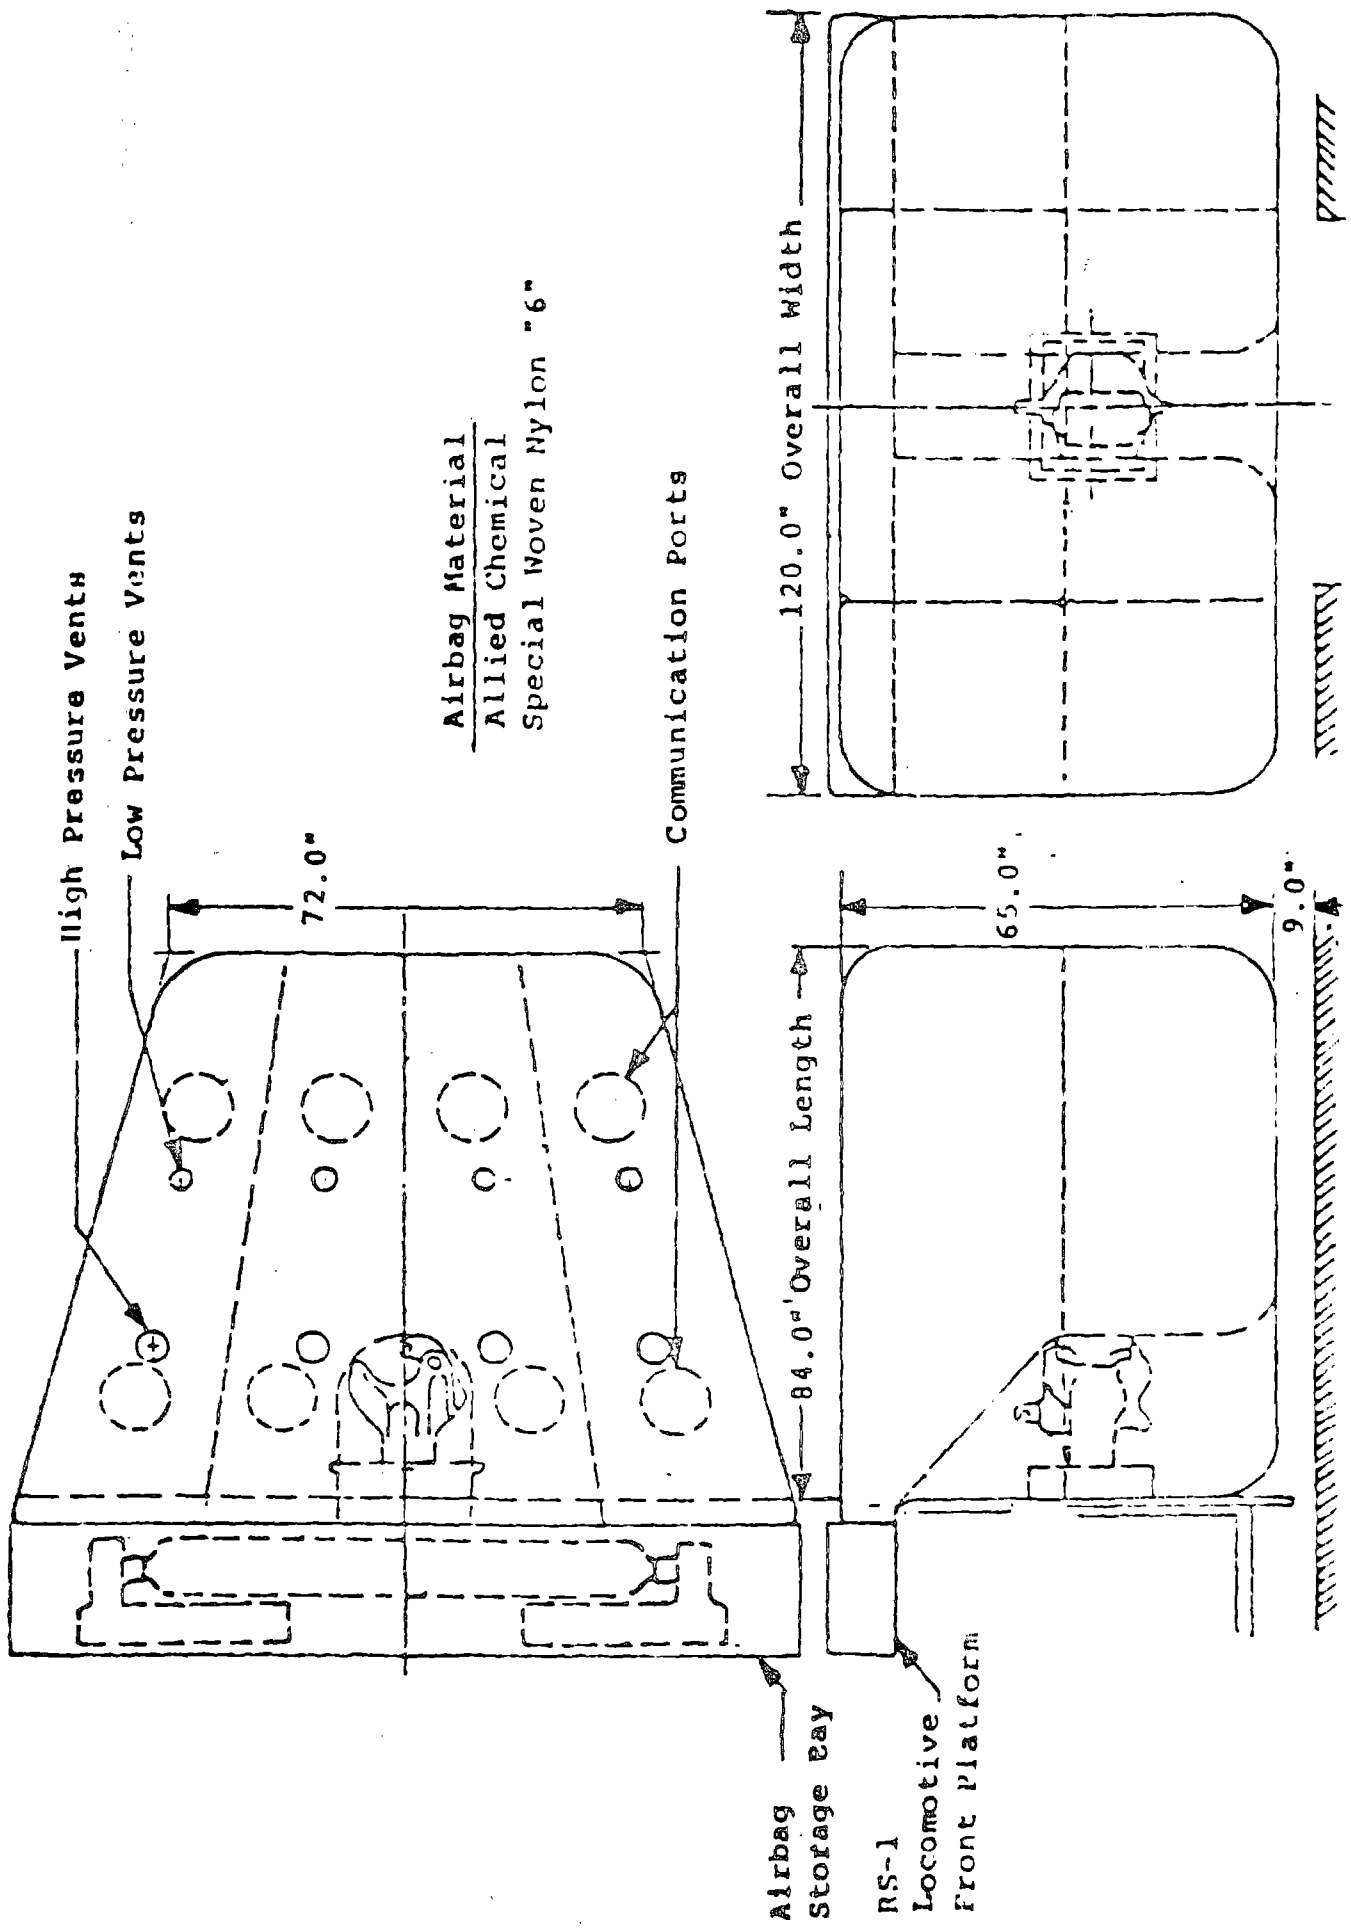 High Pressure Vents
Low Pressure Vents
72.0"
Airbag Material
Allied Chemical
Special Woven Nylon "6"
Communication Ports
Airbag
Storage Bay
84.0" Overall Length
120.0" Overall Width
65.0"
9.0"
RS-1
Locomotive
Front Platform